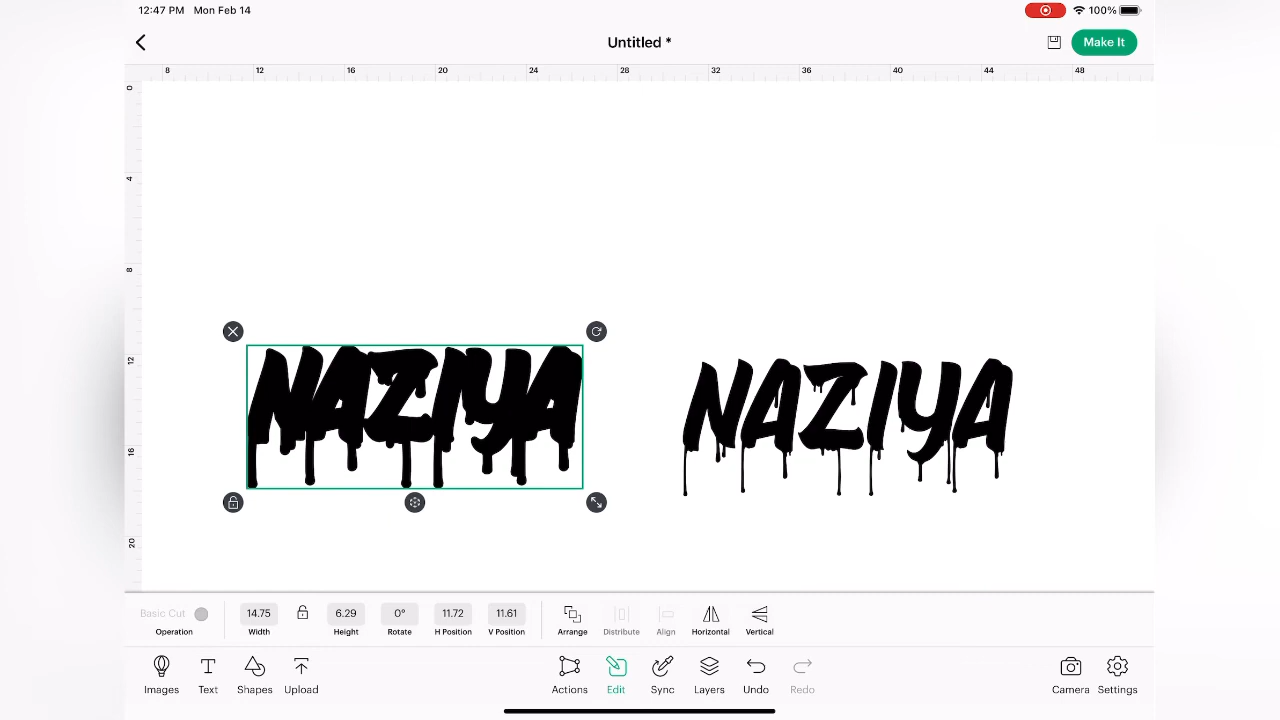 12:47 PM Mon Feb 14 100%
Untitled * Make It
8 12 16 20 24 28 32 36 40 44 48
0
4
8
12
16
20
NAZIYA NAZIYA
Basic Cut 14.75 6.29 0° 11.72 11.61
Operation Width Height Rotate H Position V Position Arrange Distribute Align Horizontal Vertical
Images Text Shapes Upload Actions Edit Sync Layers Undo Redo Camera Settings